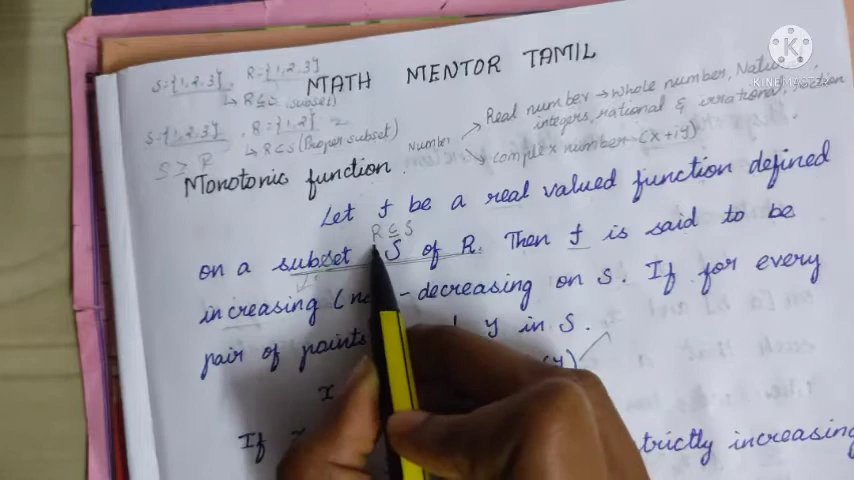 S={1,2,3}, R={1,2,3}
↳ R⊆S subset)
MATH MENTOR TAMIL
S={1,2,3}, R={1,2}
↳ R⊂S (Proper subset)
S > R
Number
Real number → Whole number,
integers, rational & irrational, fraction
complex number (x+iy)
KINEMASTER
Monotonic function
Let f be a real valued function defined
R ⊆ S
on a subset S of R. Then f is said to be
increasing ( - decreasing on S. If for every
pair of points y in S.
x (y)
If strictly increasing